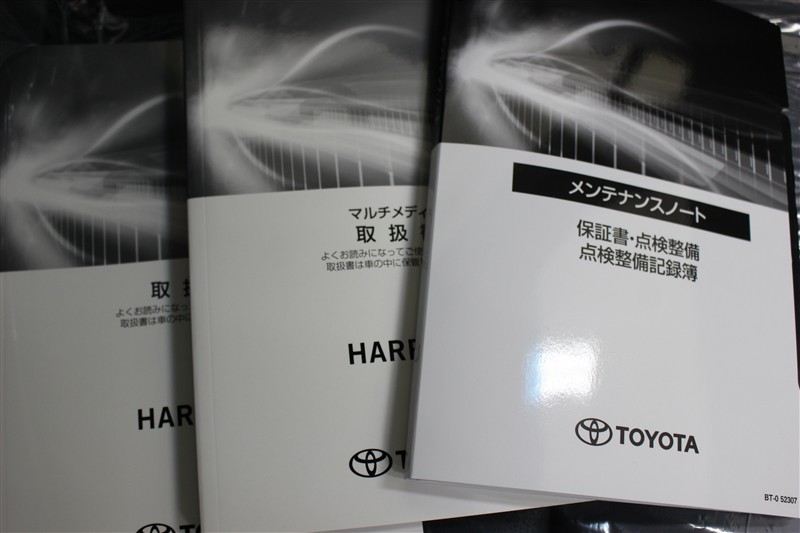 取
よくお読みにな
取扱書は車の中に
HAR
マルチメディ
取扱
よくお読みになってご使
取扱書は車の中に保管
HAR
T
メンテナンスノート
保証書・点検整備
点検整備記録簿
TOYOTA
BT-0 52307